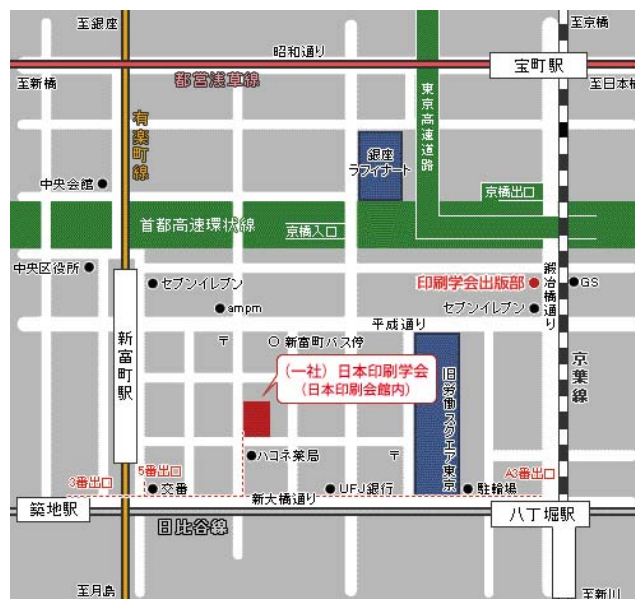 至銀座
至京橋
昭和通り
宝町駅
至新橋
都営浅草線
至日本橋
有楽町線
東京高速道路
銀座
ラフィナート
中央会館
京橋出口
首都高速環状線
京橋入口
中央区役所
セブンイレブン
印刷学会出版部
鍛冶橋通り
GS
ampm
セブンイレブン
平成通り
新富町駅
〒
新富町バス停
京葉線
(一社)日本印刷学会
(日本印刷会館内)
旧労働スクエア東京
ハコネ薬局
〒
3番出口
5番出口
A3番出口
交番
UFJ銀行
駐輪場
新大橋通り
築地駅
八丁堀駅
日比谷線
至月島
至新川